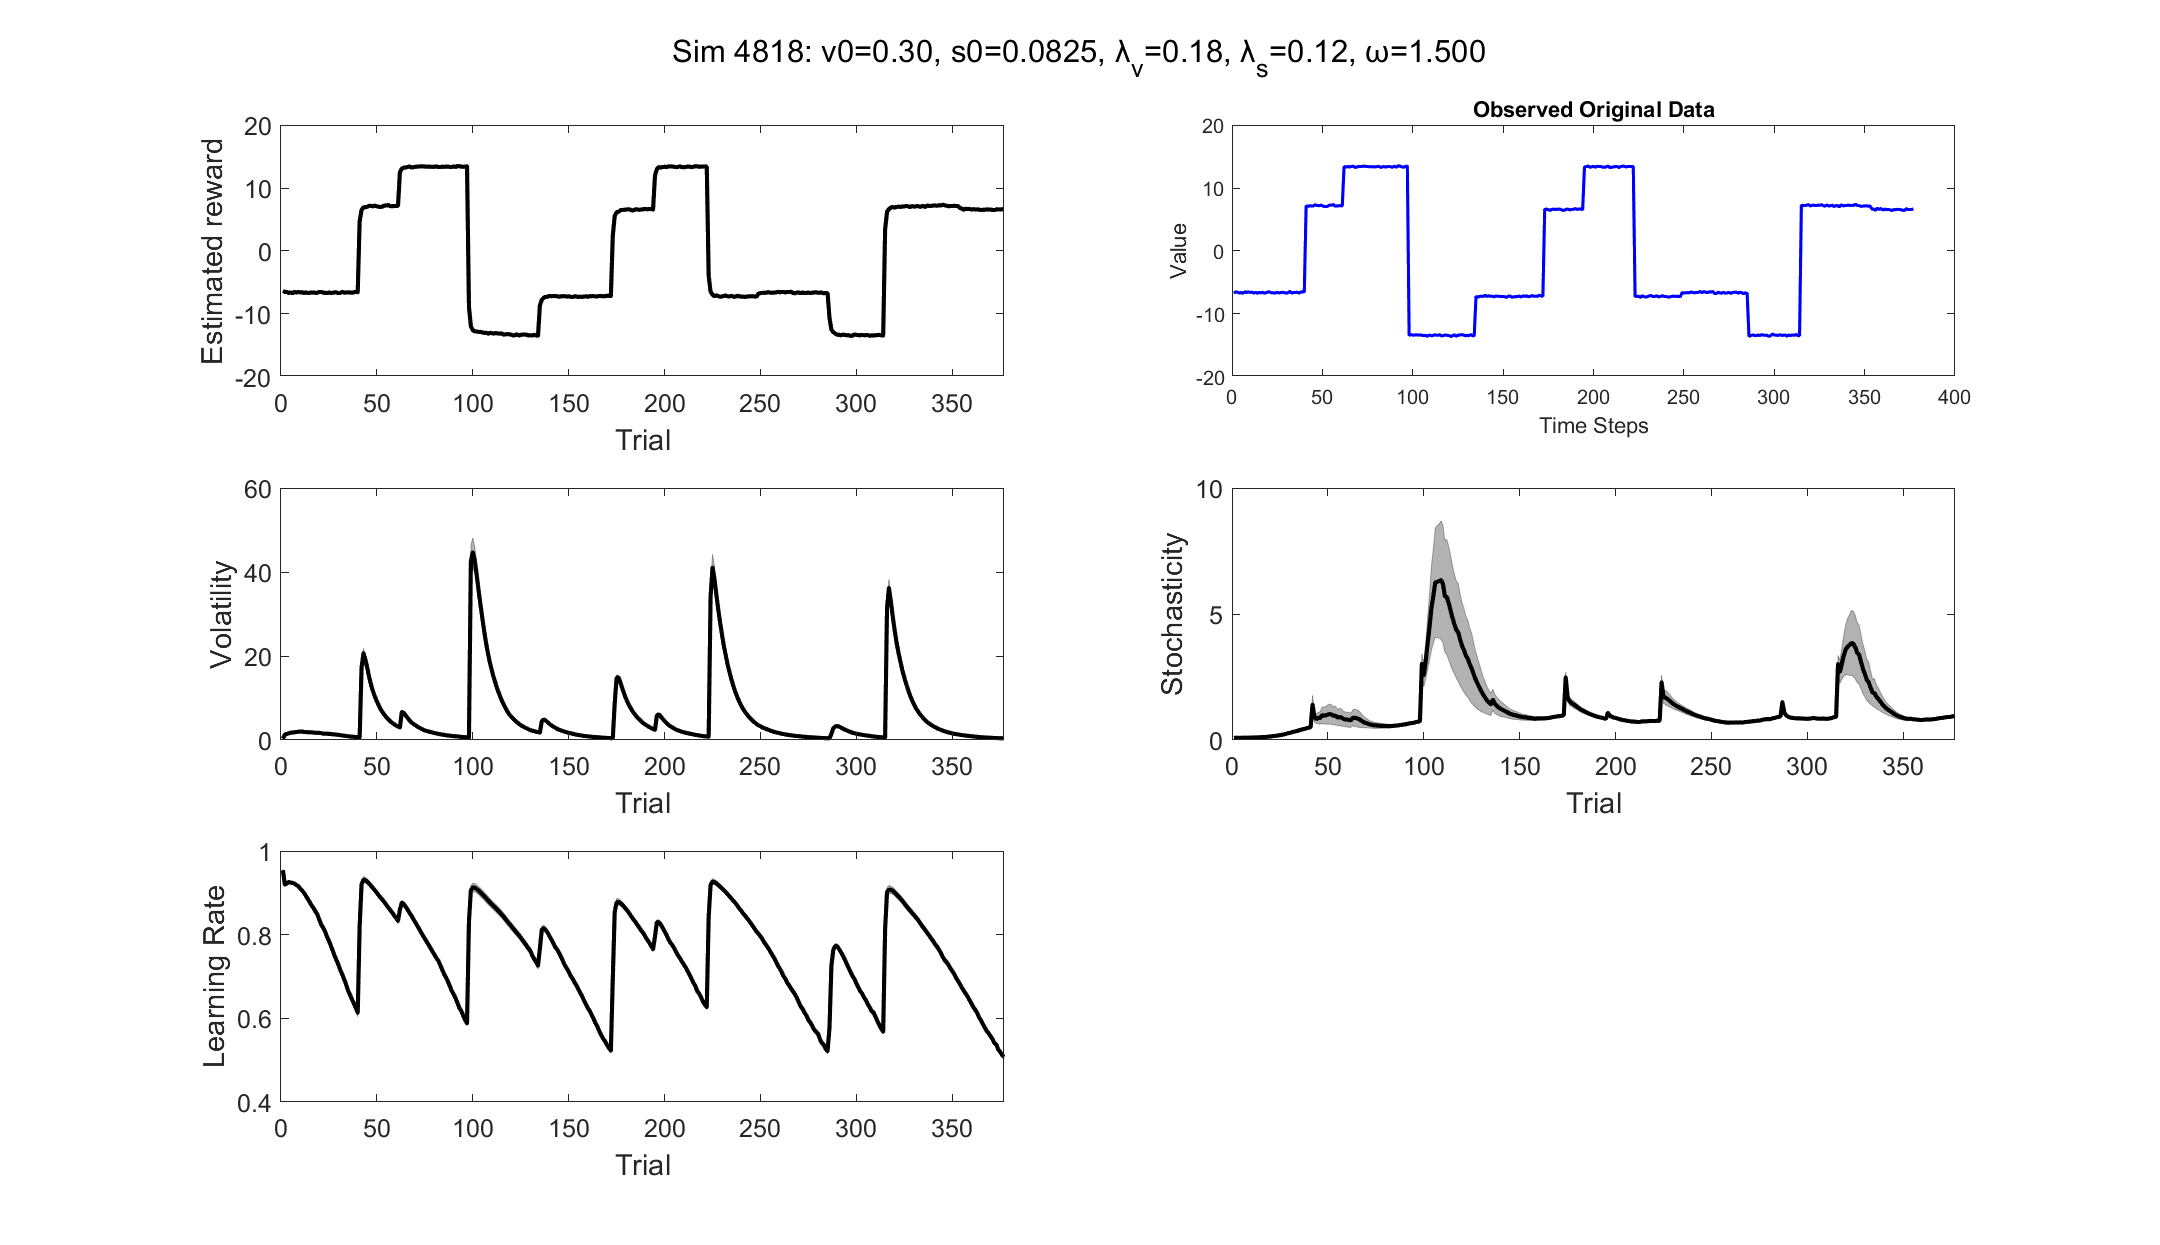 Sim 4818: v0=0.30, s0=0.0825, λ_v=0.18, λ_s=0.12, ω=1.500
20
10
0
-10
-20
Estimated reward
0 50 100 150 200 250 300 350
Trial
Observed Original Data
20
10
0
-10
-20
Value
0 50 100 150 200 250 300 350 400
Time Steps
60
40
20
0
Volatility
0 50 100 150 200 250 300 350
Trial
10
5
0
Stochasticity
0 50 100 150 200 250 300 350
Trial
1
0.8
0.6
0.4
Learning Rate
0 50 100 150 200 250 300 350
Trial